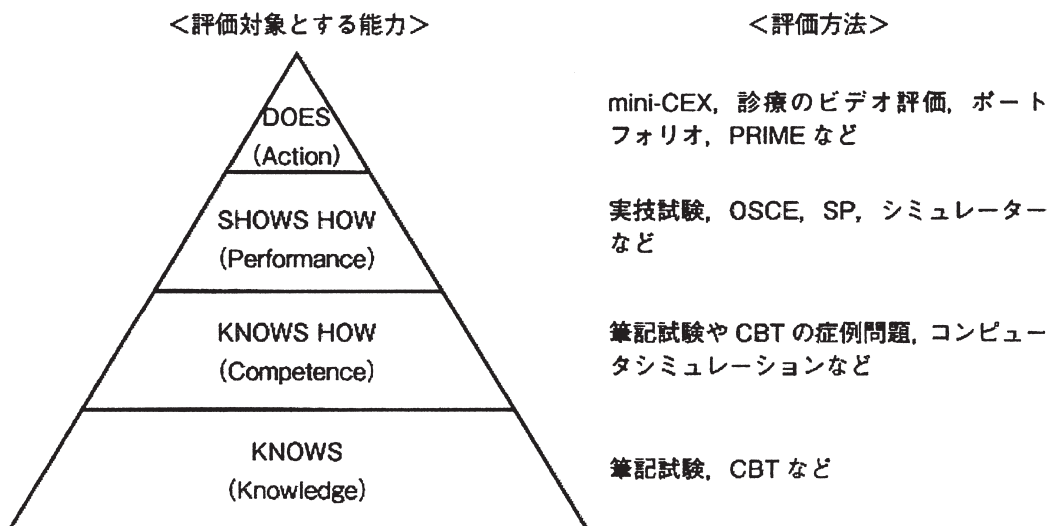 ＜評価対象とする能力＞ ＜評価方法＞
DOES
(Action)
mini-CEX，診療のビデオ評価，ポート
フォリオ，PRIME など
SHOWS HOW
(Performance)
実技試験，OSCE，SP，シミュレーター
など
KNOWS HOW
(Competence)
筆記試験や CBT の症例問題，コンピュー
タシミュレーションなど
KNOWS
(Knowledge)
筆記試験，CBT など